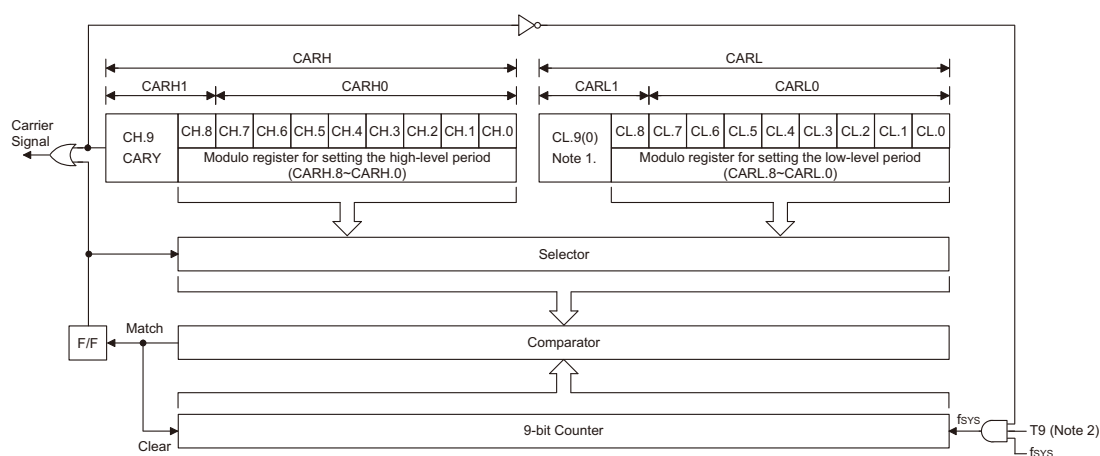 CARH
CARL
CARH1
CARH0
CARL1
CARL0
Carrier
Signal
CH.9
CARY
CH.8
CH.7
CH.6
CH.5
CH.4
CH.3
CH.2
CH.1
CH.0
Modulo register for setting the high-level period
(CARH.8~CARH.0)
CL.9(0)
Note 1.
CL.8
CL.7
CL.6
CL.5
CL.4
CL.3
CL.2
CL.1
CL.0
Modulo register for setting the low-level period
(CARL.8~CARL.0)
Selector
F/F
Match
Comparator
Clear
9-bit Counter
fSYS
T9 (Note 2)
fSYS